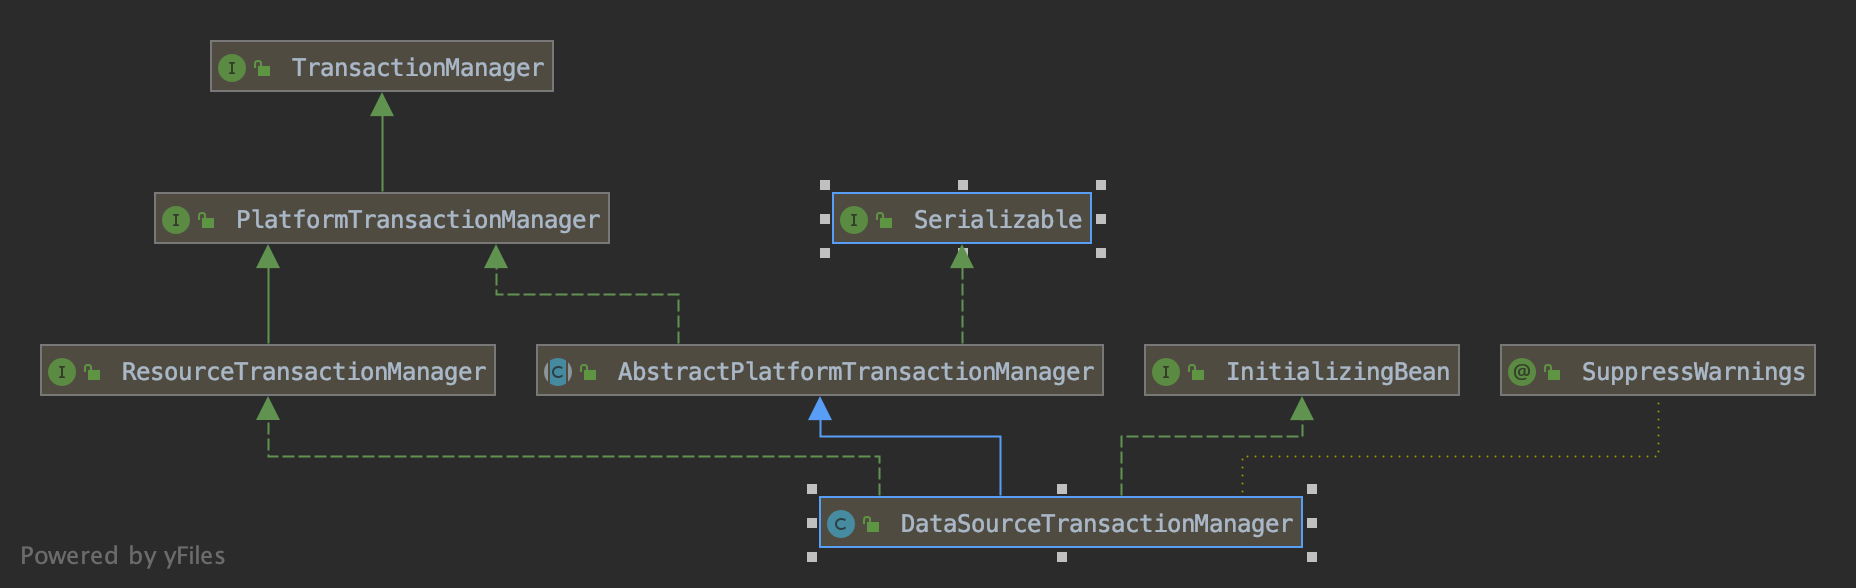 I TransactionManager
I PlatformTransactionManager
I Serializable
I ResourceTransactionManager
C AbstractPlatformTransactionManager
I InitializingBean
@ SuppressWarnings
C DataSourceTransactionManager
Powered by yFiles